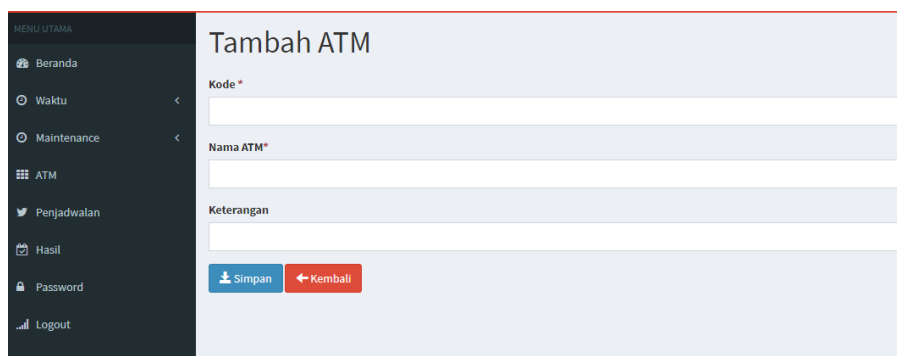 MENU UTAMA
Beranda
Waktu
Maintenance
ATM
Penjadwalan
Hasil
Password
Logout
Tambah ATM
Kode *
Nama ATM*
Keterangan
Simpan
Kembali